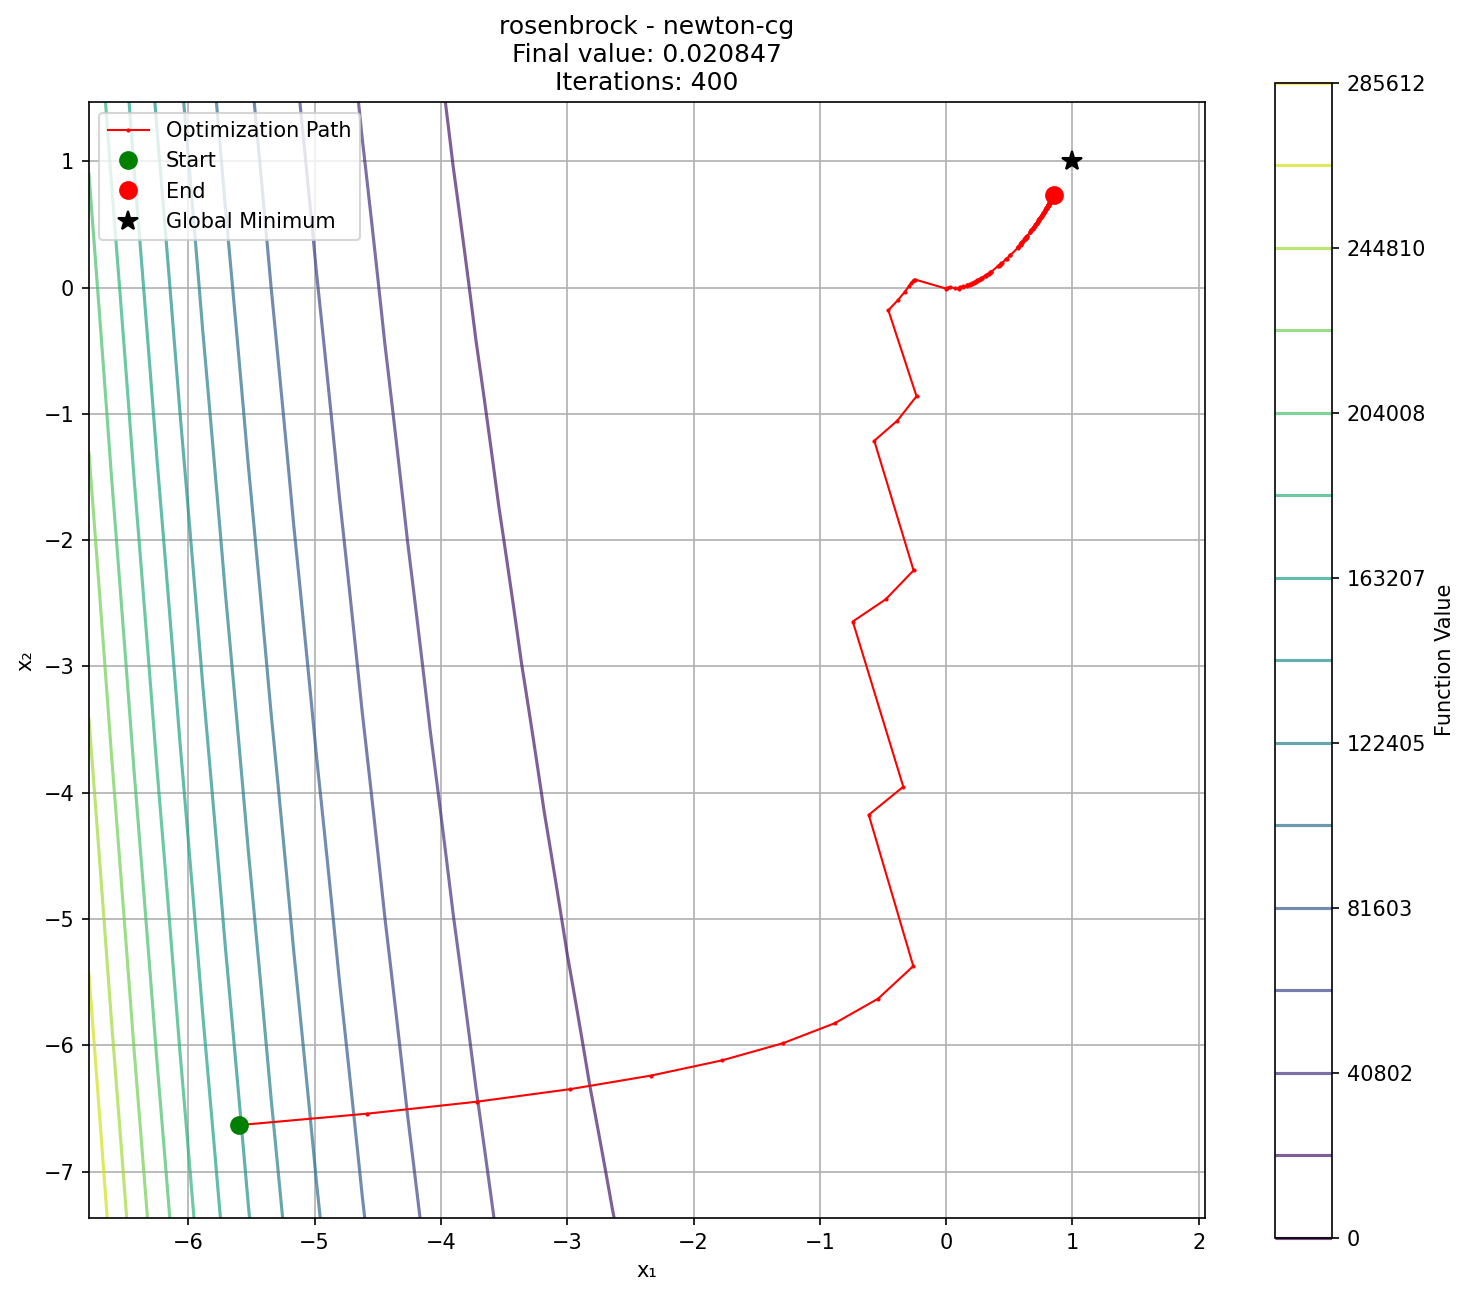 rosenbrock - newton-cg
Final value: 0.020847
Iterations: 400
Optimization Path
Start
End
Global Minimum
1
0
−1
−2
−3
−4
−5
−6
−7
x₂
−6
−5
−4
−3
−2
−1
0
1
2
x₁
285612
244810
204008
163207
122405
81603
40802
0
Function Value